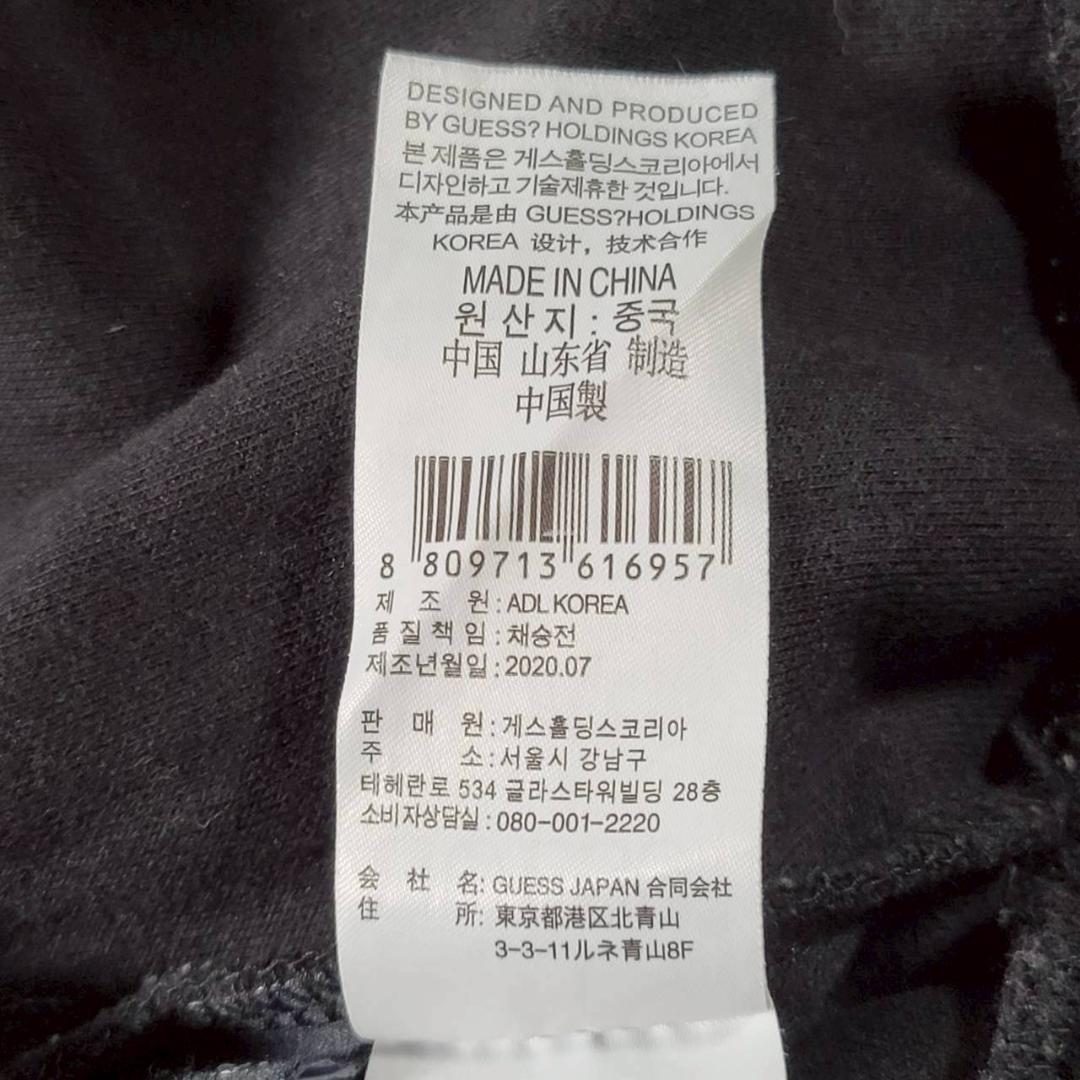 DESIGNED AND PRODUCED
BY GUESS? HOLDINGS KOREA
본 제품은 게스홀딩스코리아에서
디자인하고 기술제휴한 것입니다.
本产品是由 GUESS?HOLDINGS
KOREA 设计，技术合作
MADE IN CHINA
원 산 지 : 중국
中国 山东省 制造
中国製
8 809713 616957
제 조 원 : ADL KOREA
품 질 책 임 : 채승전
제조년월일 : 2020.07
판 매 원 : 게스홀딩스코리아
주 소 : 서울시 강남구
테헤란로 534 글라스타워빌딩 28층
소비자상담실 : 080-001-2220
会 社 名: GUESS JAPAN 合同会社
住 所: 東京都港区北青山
3-3-11ルネ青山8F